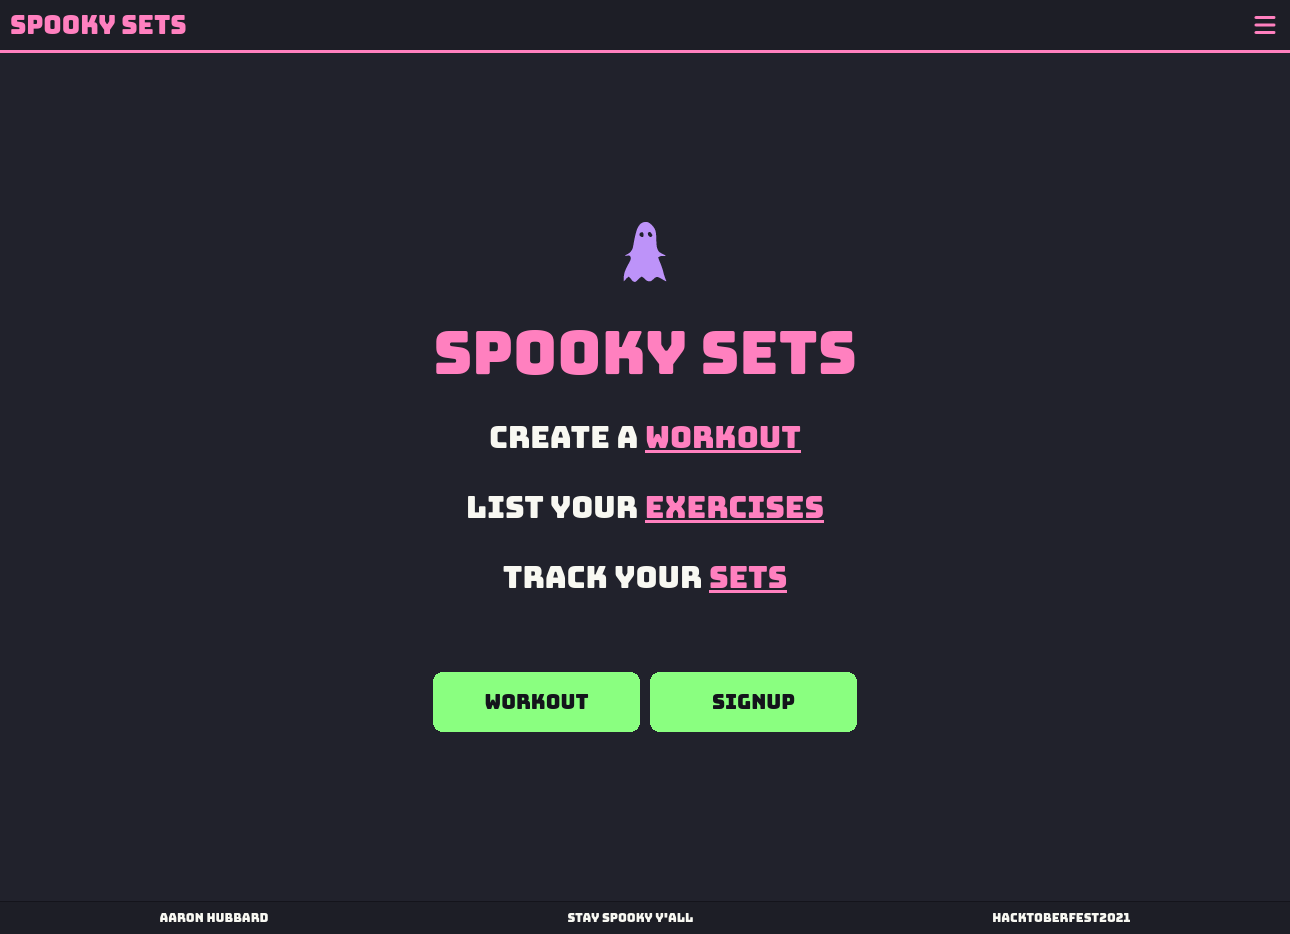 SPOOKY SETS
SPOOKY SETS
CREATE A WORKOUT
LIST YOUR EXERCISES
TRACK YOUR SETS
WORKOUT
SIGNUP
AARON HUBBARD
STAY SPOOKY Y'ALL
HACKTOBERFEST2021